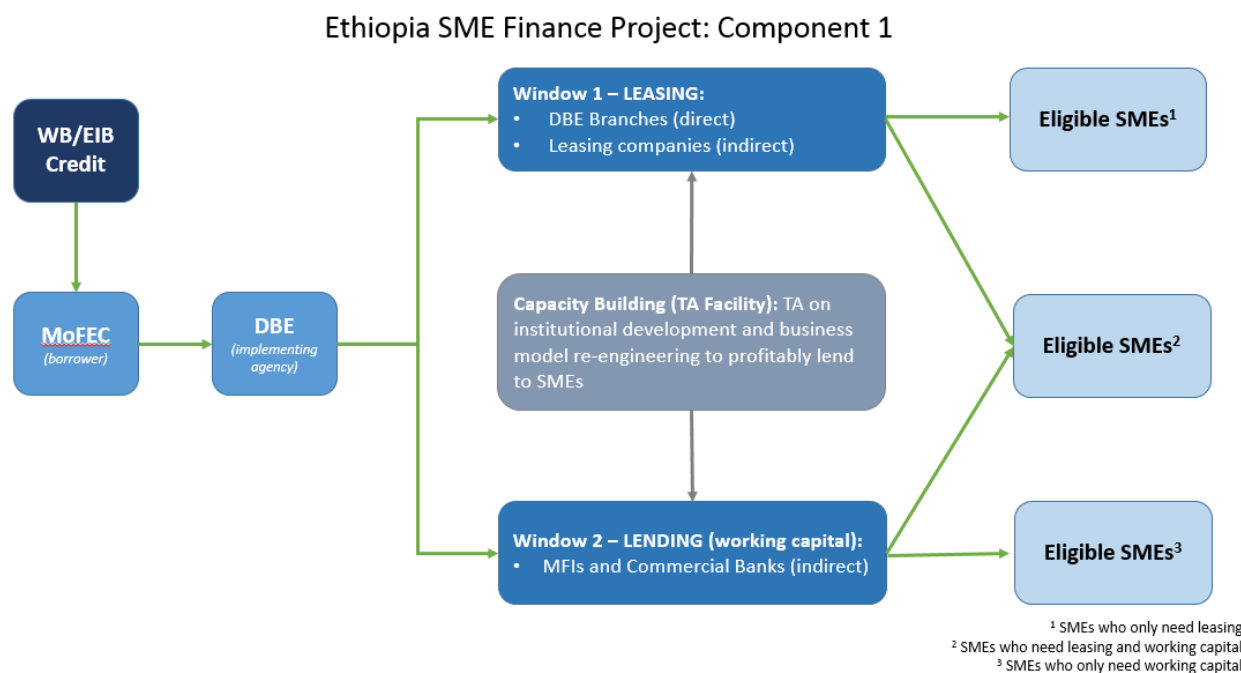 Ethiopia SME Finance Project: Component 1
WB/EIB
Credit
MoFEC
(borrower)
DBE
(implementing
agency)
Window 1 – LEASING:
• DBE Branches (direct)
• Leasing companies (indirect)
Capacity Building (TA Facility): TA on
institutional development and business
model re-engineering to profitably lend
to SMEs
Window 2 – LENDING (working capital):
• MFIs and Commercial Banks (indirect)
Eligible SMEs¹
Eligible SMEs²
Eligible SMEs³
¹ SMEs who only need leasing
² SMEs who need leasing and working capital
³ SMEs who only need working capital